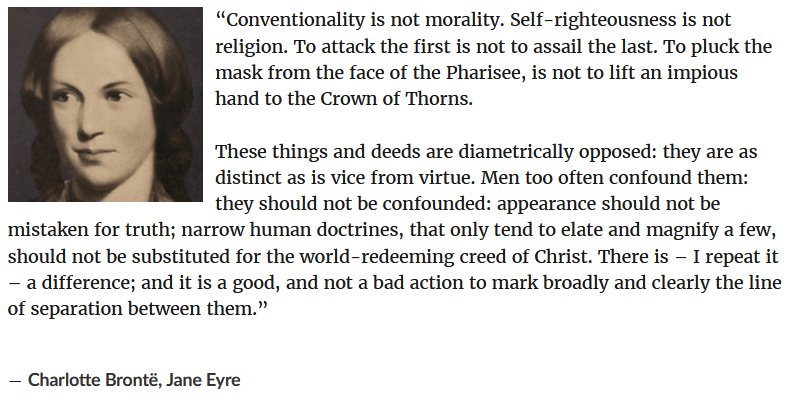 “Conventionality is not morality. Self-righteousness is not
religion. To attack the first is not to assail the last. To pluck the
mask from the face of the Pharisee, is not to lift an impious
hand to the Crown of Thorns.
These things and deeds are diametrically opposed: they are as
distinct as is vice from virtue. Men too often confound them:
they should not be confounded: appearance should not be
mistaken for truth; narrow human doctrines, that only tend to elate and magnify a few,
should not be substituted for the world-redeeming creed of Christ. There is – I repeat it
– a difference; and it is a good, and not a bad action to mark broadly and clearly the line
of separation between them.”
— Charlotte Brontë, Jane Eyre